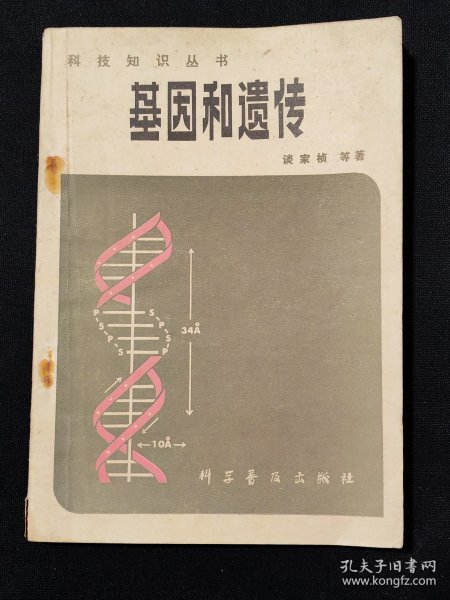 科技知识丛书
基因和遗传
谈家桢 等著
P S
S P
P S
S P
34Å
10Å
科学普及出版社
孔夫子旧书网
www.kongfz.com